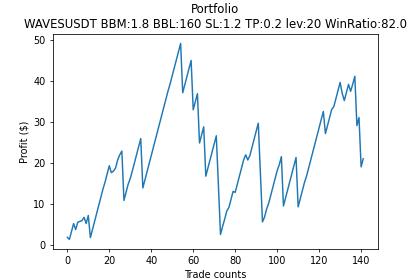 Portfolio
WAVESUSDT BBM:1.8 BBL:160 SL:1.2 TP:0.2 lev:20 WinRatio:82.0
50
40
30
20
10
0
Profit ($)
0 20 40 60 80 100 120 140
Trade counts